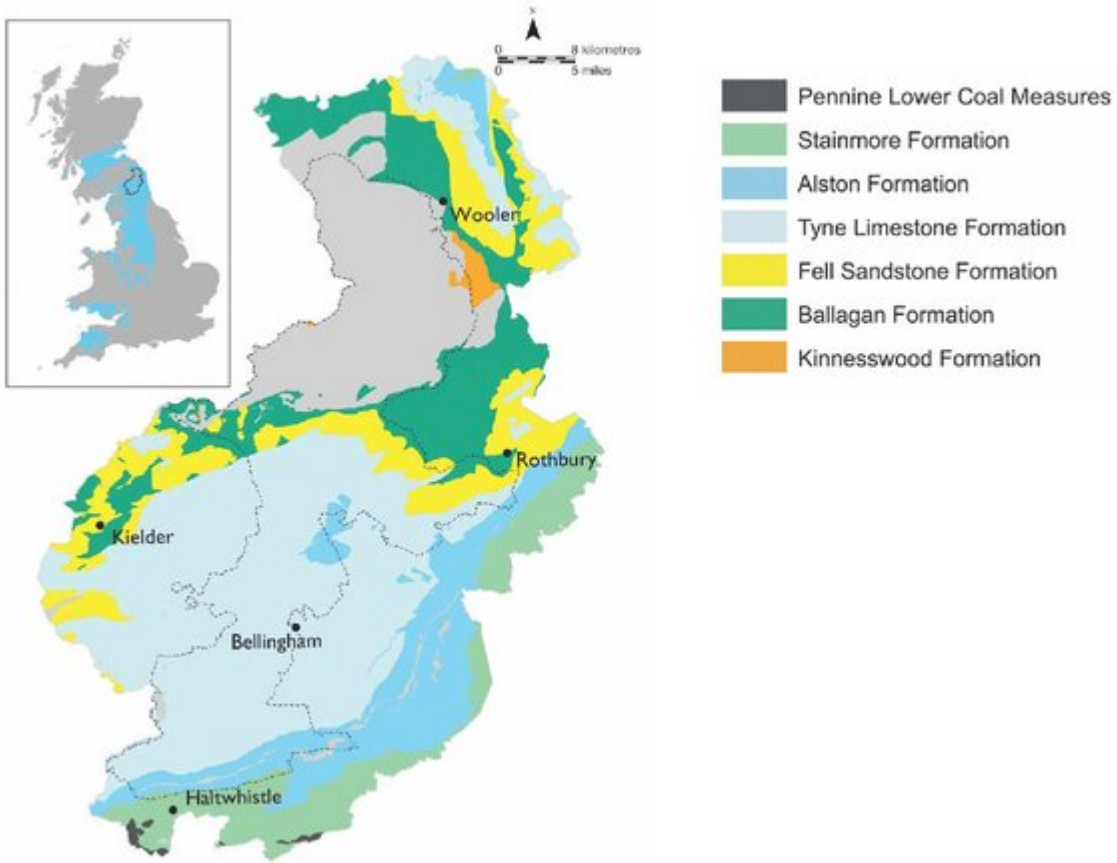 N
0 8 kilometres
0 5 miles
Pennine Lower Coal Measures
Stainmore Formation
Alston Formation
Tyne Limestone Formation
Fell Sandstone Formation
Ballagan Formation
Kinnesswood Formation
Wooler
Rothbury
Kielder
Bellingham
Haltwhistle